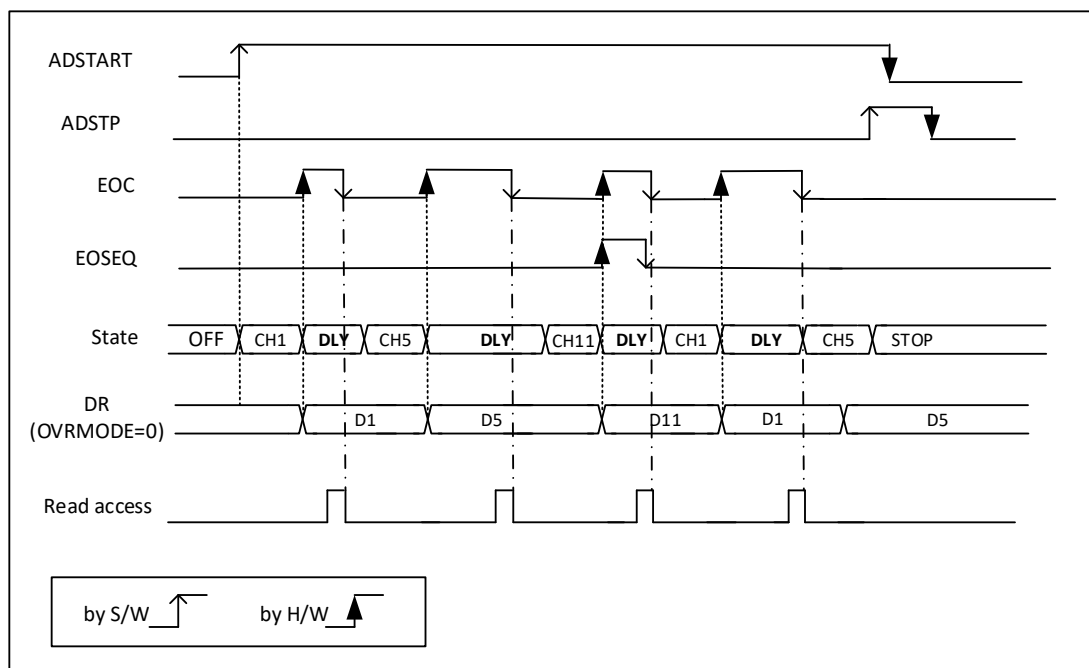 ADSTART
ADSTP
EOC
EOSEQ
State OFF CH1 DLY CH5 DLY CH11 DLY CH1 DLY CH5 STOP
DR
(OVRMODE=0) D1 D5 D11 D1 D5
Read access
by S/W by H/W